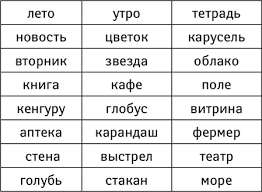 лето утро тетрадь
новость цветок карусель
вторник звезда облако
книга кафе поле
кенгуру глобус витрина
аптека карандаш фермер
стена выстрел театр
голубь стакан море